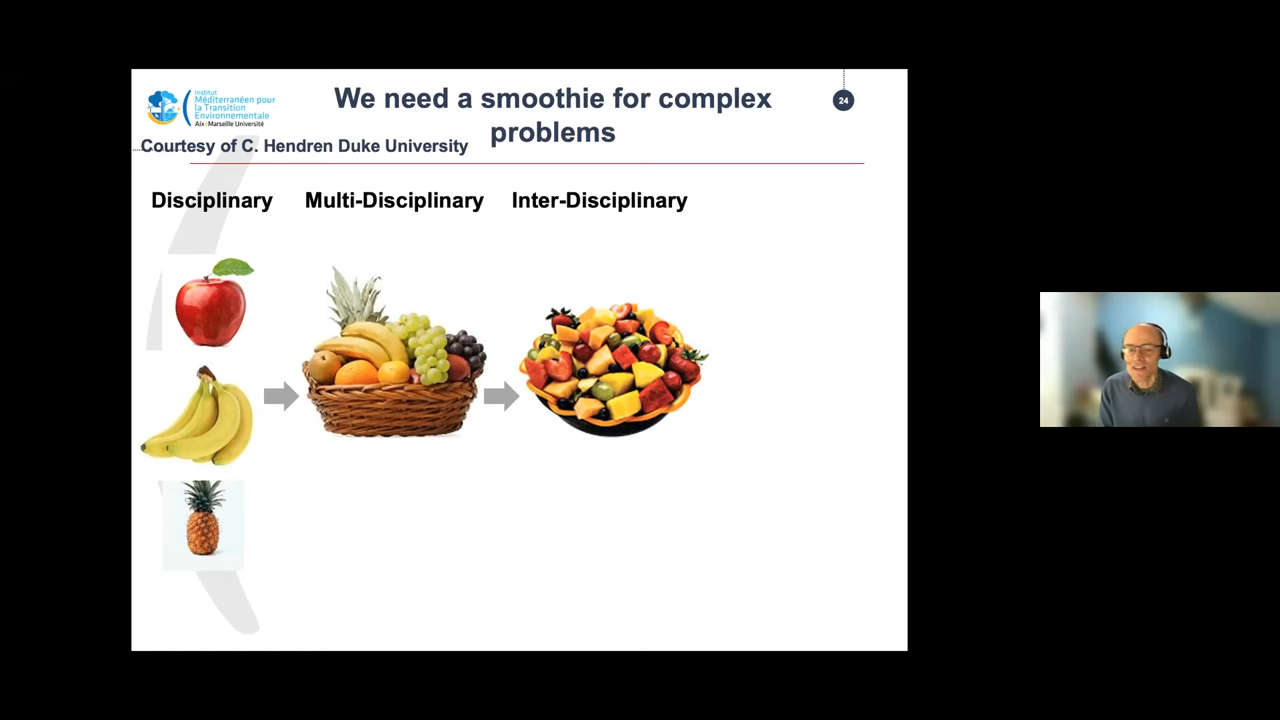 We need a smoothie for complex
problems
24
Institut
Méditerranéen pour
la Transition
Environnementale
Aix•Marseille Université
Courtesy of C. Hendren Duke University
Disciplinary
Multi-Disciplinary
Inter-Disciplinary